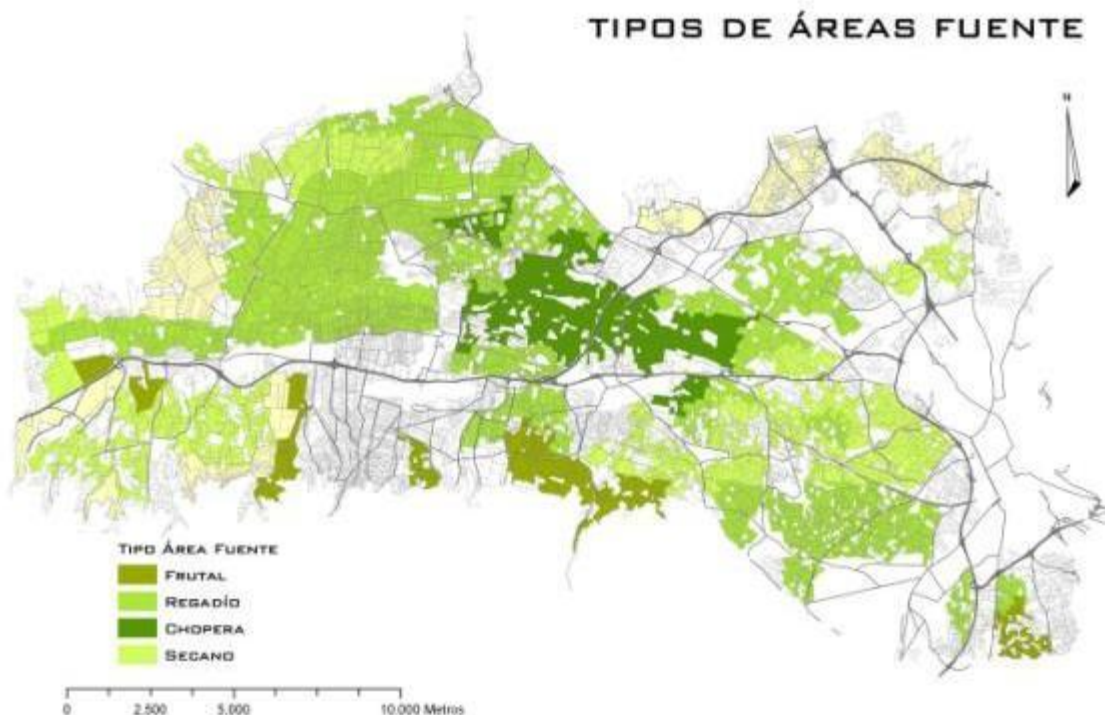 TIPOS DE ÁREAS FUENTE
N
TIPO ÁREA FUENTE
FRUTAL
REGADÍO
CHOPERA
SECANO
0 2.500 5.000 10.000 Metros